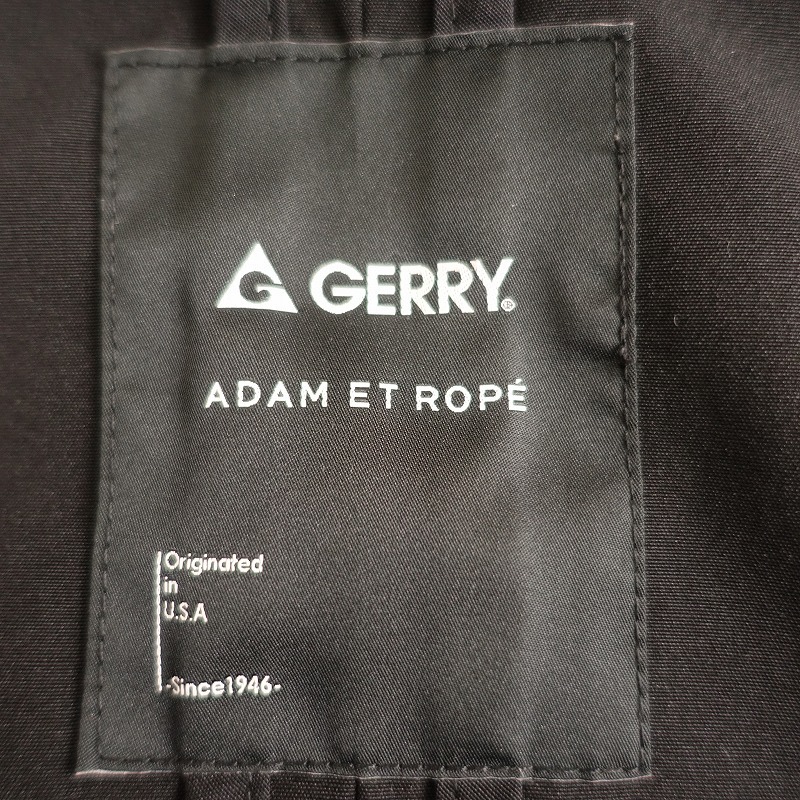 GERRY®
ADAM ET ROPÉ
Originated
in
U.S.A
-Since1946-